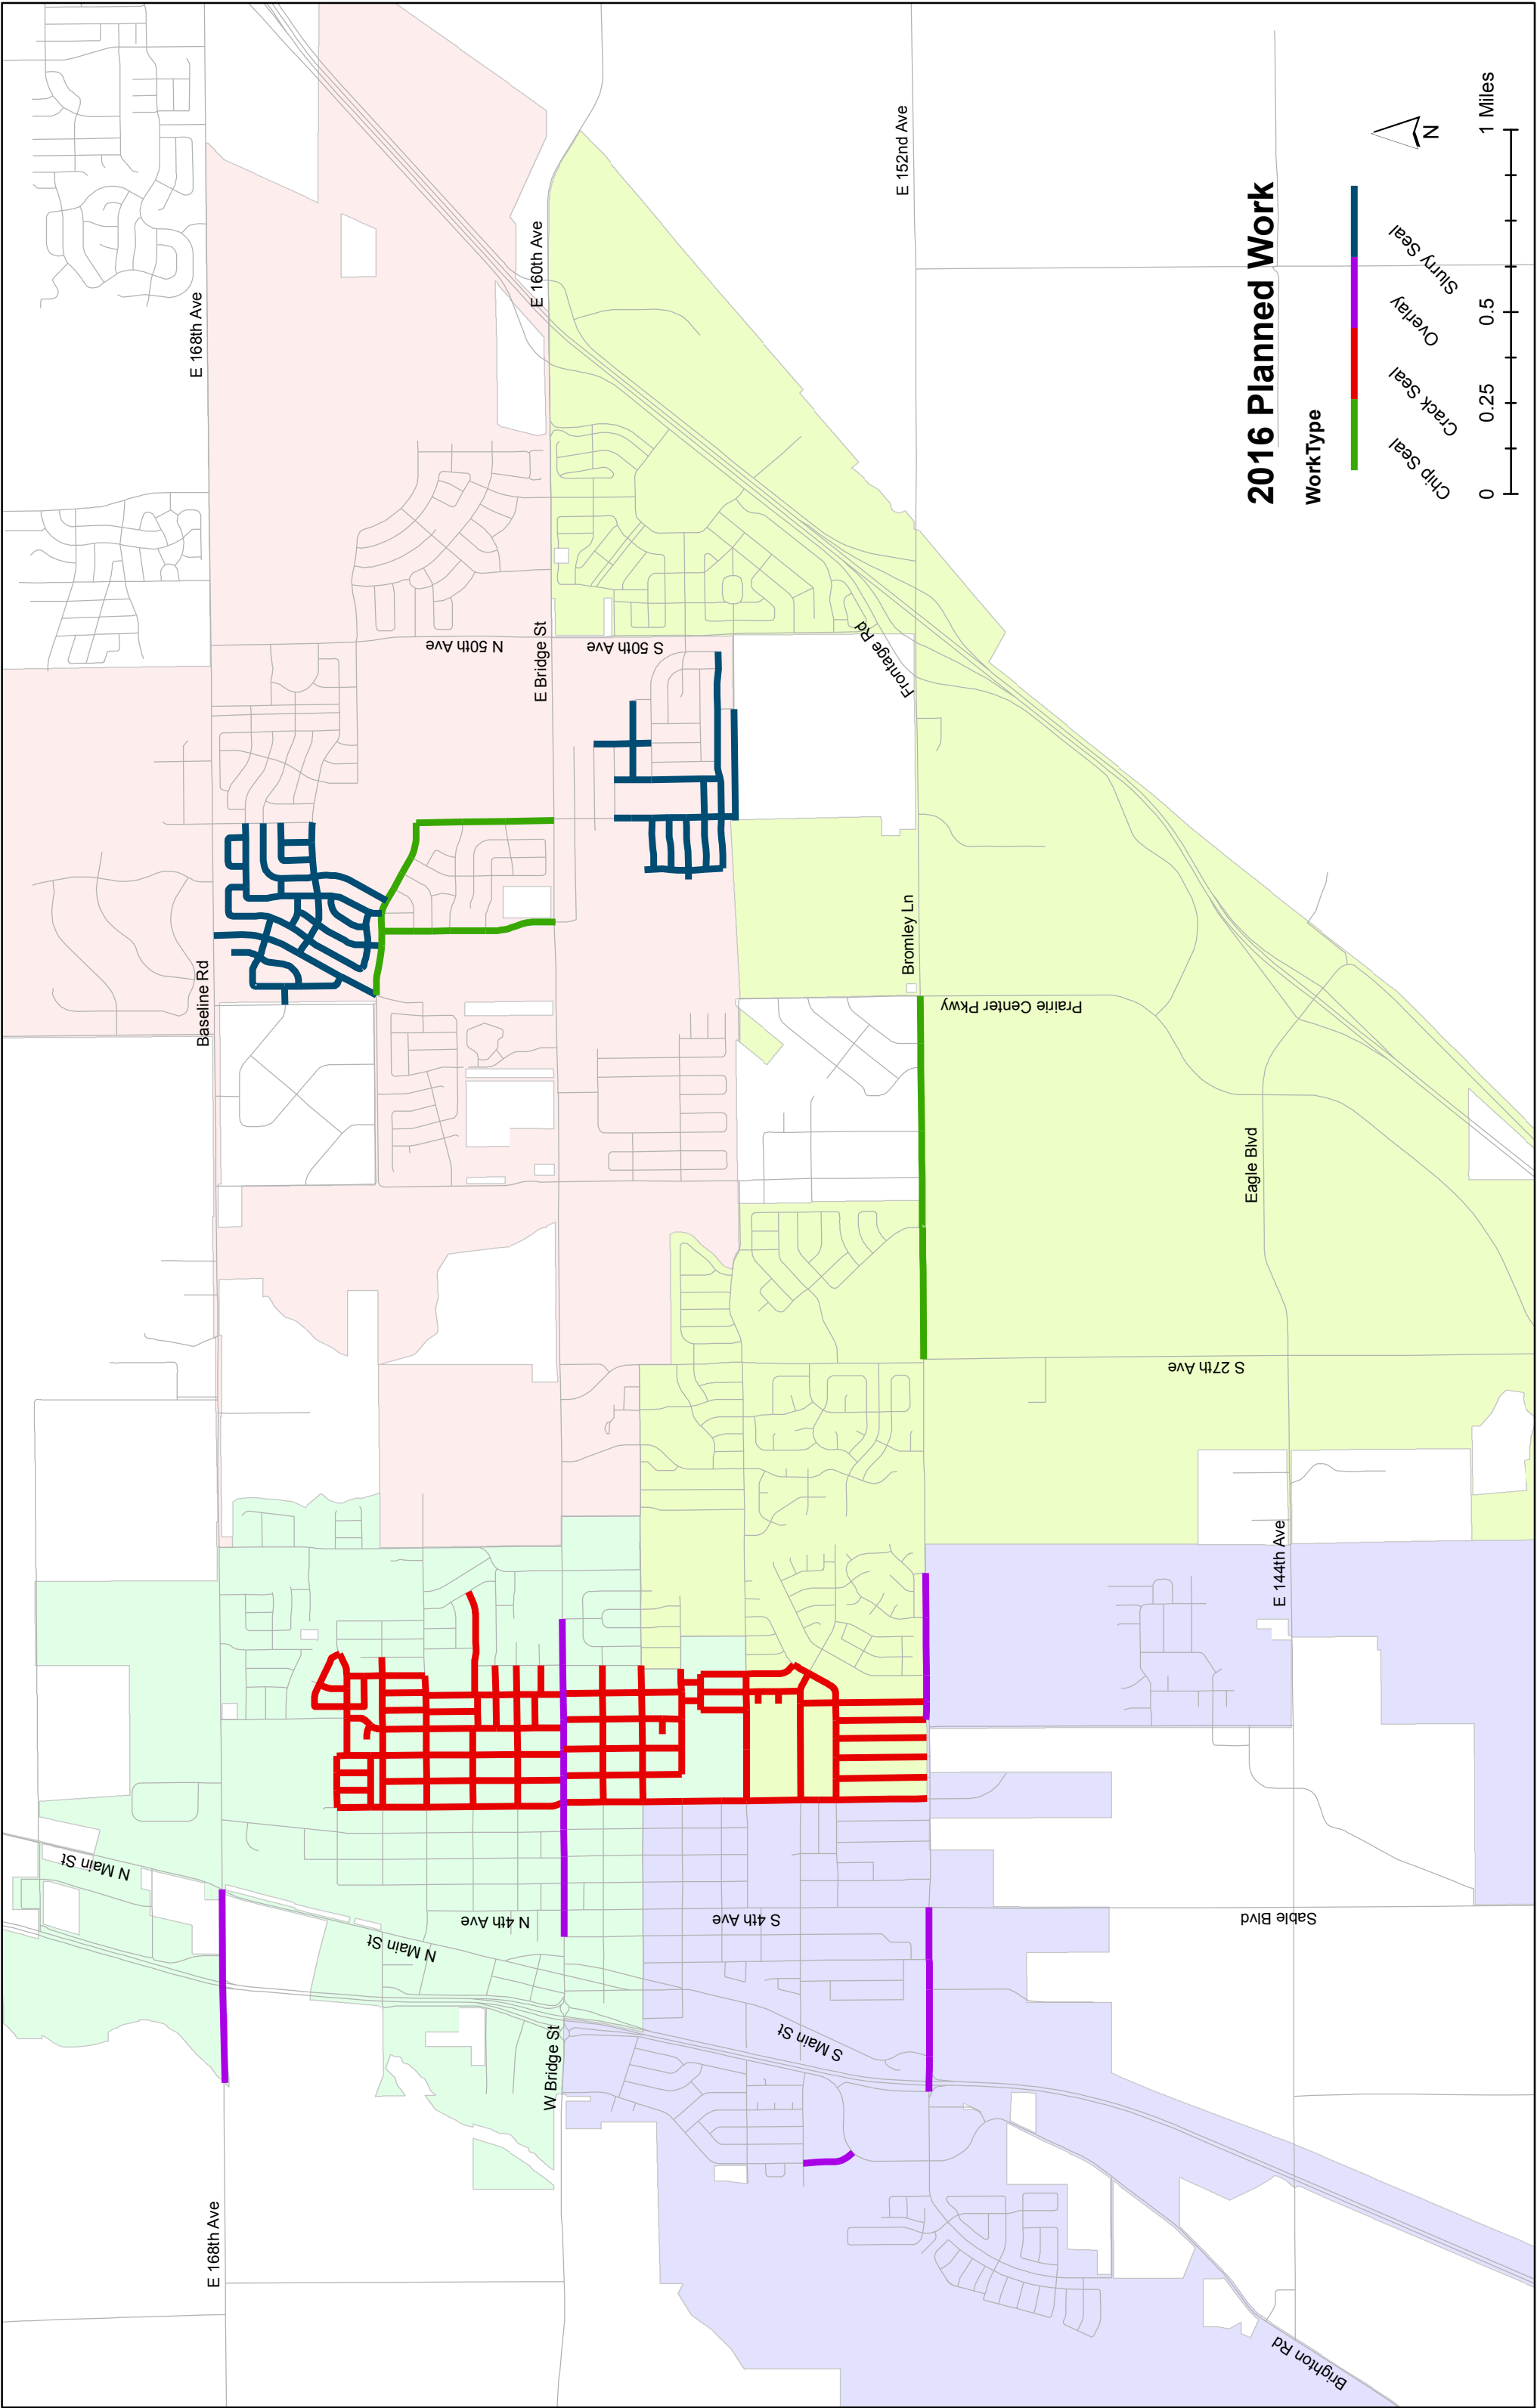 E 168th Ave
E 160th Ave
E 152nd Ave
N 50th Ave
E Bridge St
S 50th Ave
Frontage Rd
Baseline Rd
Bromley Ln
Prairie Center Pkwy
Eagle Blvd
S 27th Ave
E 144th Ave
N Main St
N Main St
N 4th Ave
S 4th Ave
Sable Blvd
W Bridge St
S Main St
E 168th Ave
Brighton Rd
2016 Planned Work
WorkType
Chip Seal
Crack Seal
Overlay
Slurry Seal
N
0 0.25 0.5 1 Miles